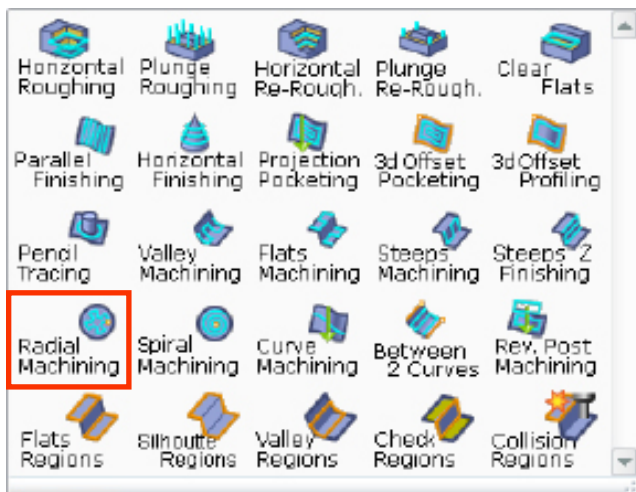 Horizontal Plunge Horizontal Plunge Clear
Roughing Roughing Re-Rough. Re-Rough. Flats
Parallel Horizontal Projection 3d Offset 3d Offset
Finishing Finishing Pocketing Pocketing Profiling
Pencil Valley Flats Steeps Steeps Z
Tracing Machining Machining Machining Finishing
Radial Spiral Curve Between Rev. Post
Machining Machining Machining 2 Curves Machining
Flats Silhoutte Valley Check Collision
Regions Regions Regions Regions Regions